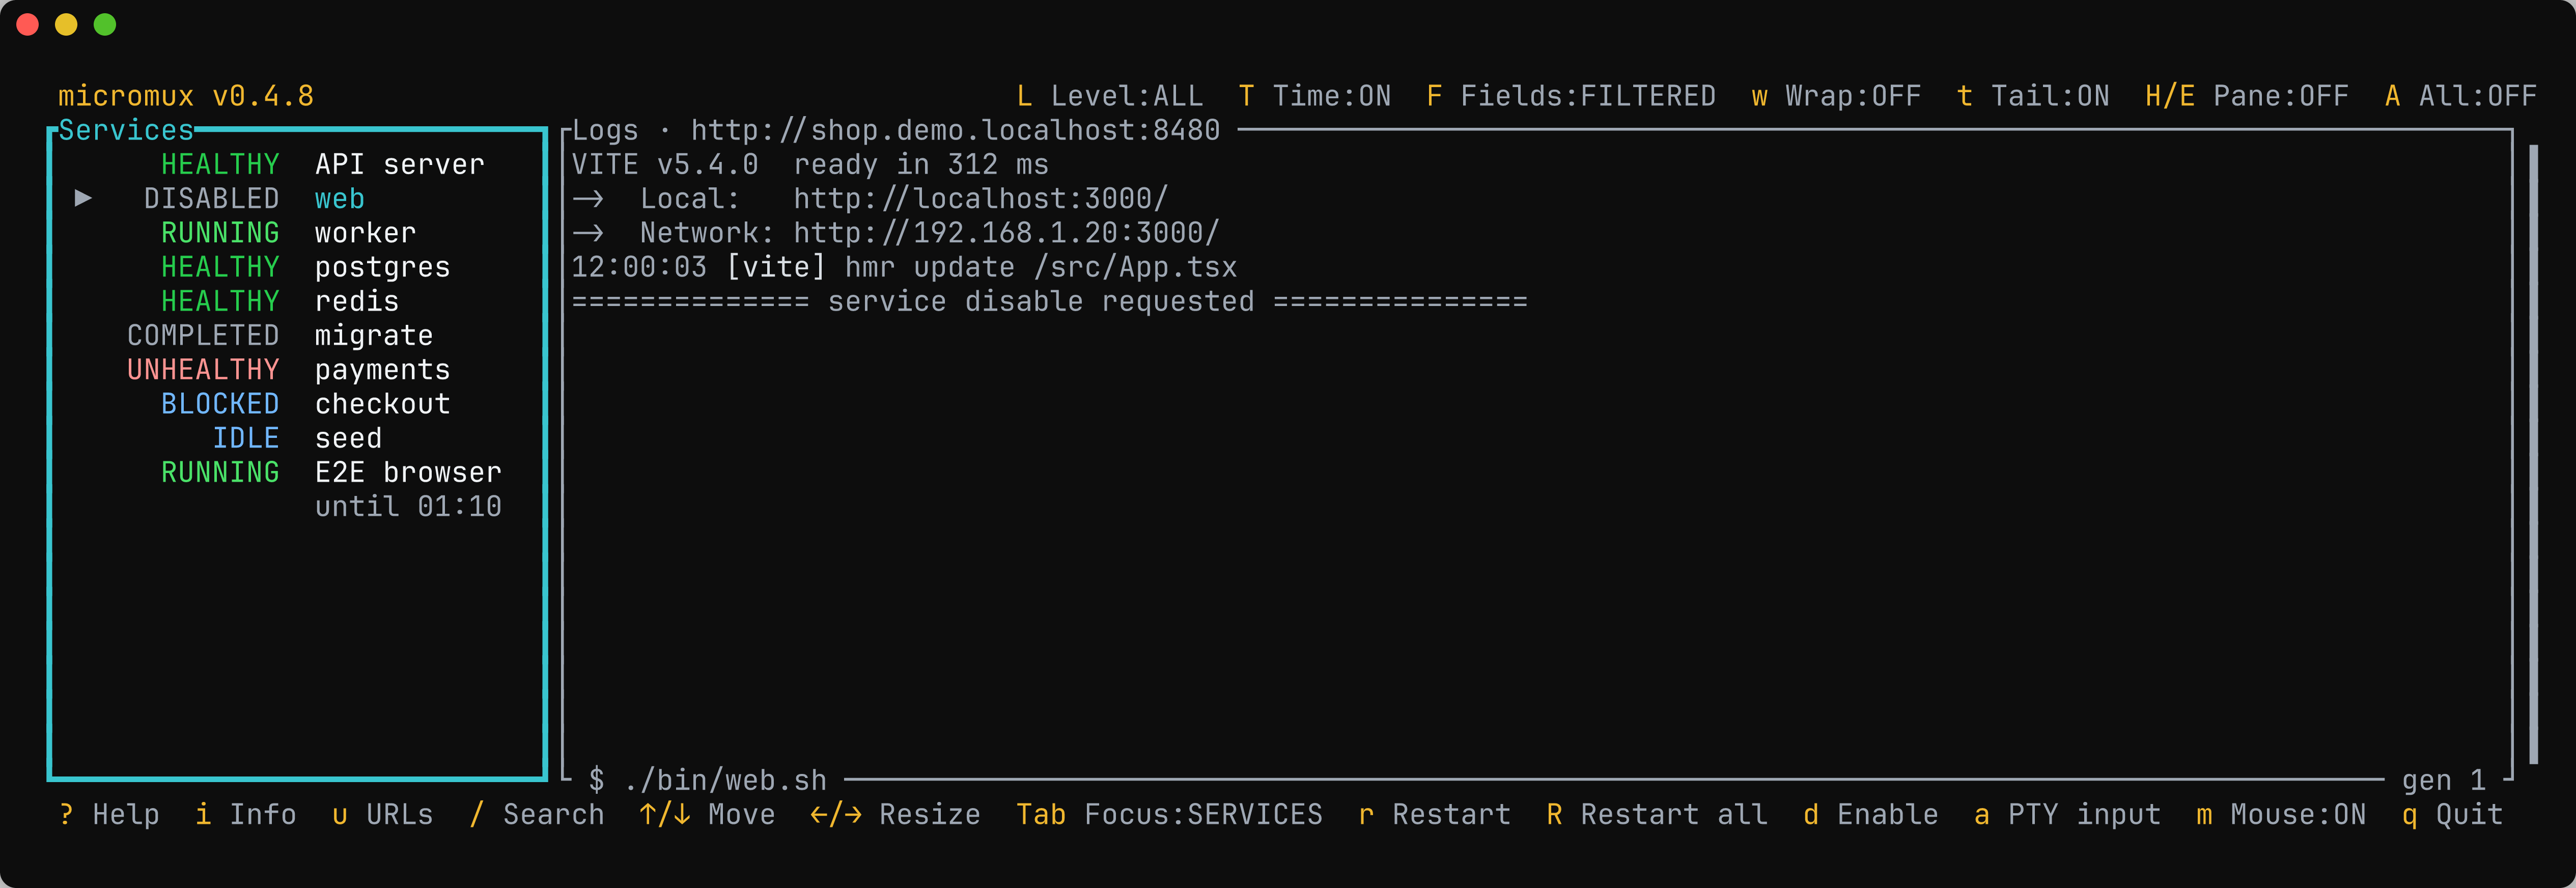 micromux v0.4.8 L Level:ALL T Time:ON F Fields:FILTERED w Wrap:OFF t Tail:ON H/E Pane:OFF A All:OFF
Services
HEALTHY API server
▶ DISABLED web
RUNNING worker
HEALTHY postgres
HEALTHY redis
COMPLETED migrate
UNHEALTHY payments
BLOCKED checkout
IDLE seed
RUNNING E2E browser
until 01:10
Logs · http://shop.demo.localhost:8480
VITE v5.4.0 ready in 312 ms
→ Local: http://localhost:3000/
→ Network: http://192.168.1.20:3000/
12:00:03 [vite] hmr update /src/App.tsx
============== service disable requested ===============
$ ./bin/web.sh gen 1
? Help i Info u URLs / Search ↑/↓ Move ←/→ Resize Tab Focus:SERVICES r Restart R Restart all d Enable a PTY input m Mouse:ON q Quit